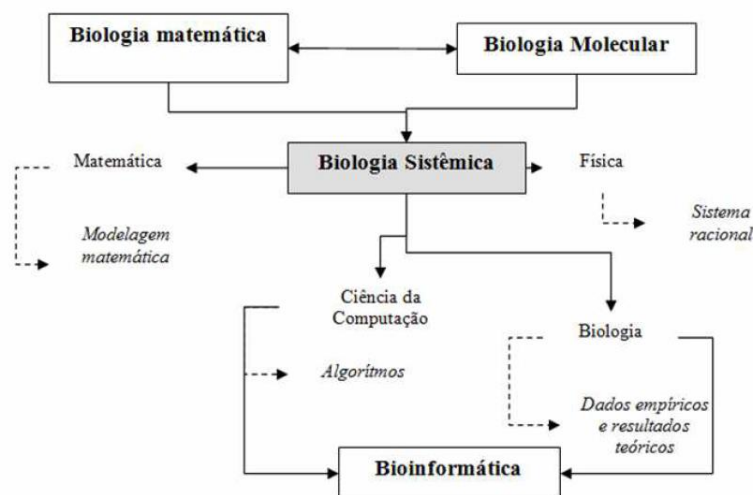 Biologia matemática
Biologia Molecular
Matemática
Biologia Sistêmica
Física
Modelagem
matemática
Sistema
racional
Ciência da
Computação
Biologia
Algorítmos
Dados empíricos
e resultados
teóricos
Bioinformática